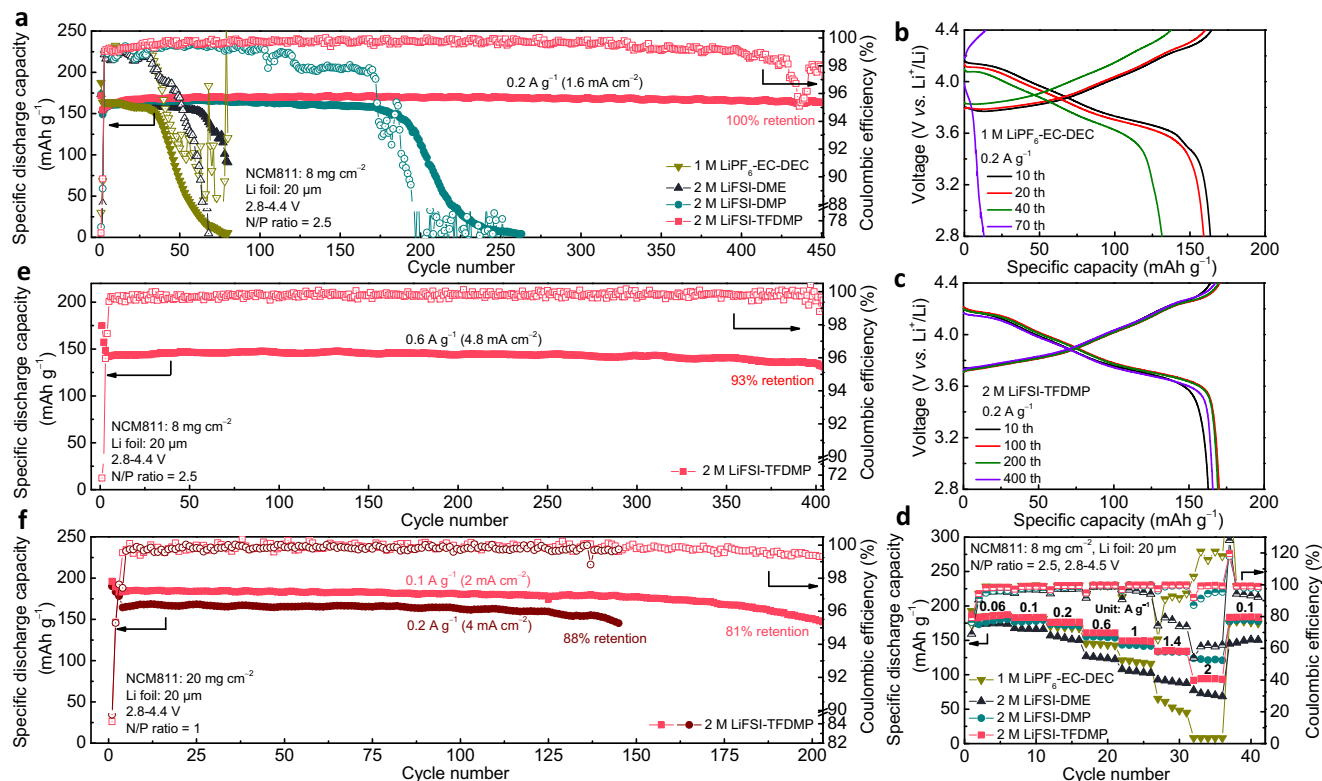 a
Specific discharge capacity
(mAh g⁻¹)
250
200
150
100
50
0
0.2 A g⁻¹ (1.6 mA cm⁻²)
100% retention
NCM811: 8 mg cm⁻²
Li foil: 20 μm
2.8-4.4 V
N/P ratio = 2.5
1 M LiPF₆-EC-DEC
2 M LiFSI-DME
2 M LiFSI-DMP
2 M LiFSI-TFDMP
0 50 100 150 200 250 300 350 400 450
Cycle number
100
98
96
95
92
90
88
78
Coulombic efficiency (%)
b
Voltage (V vs. Li⁺/Li)
4.4
4.0
3.6
3.2
2.8
1 M LiPF₆-EC-DEC
0.2 A g⁻¹
10 th
20 th
40 th
70 th
0 50 100 150 200
Specific capacity (mAh g⁻¹)
e
Specific discharge capacity
(mAh g⁻¹)
200
150
100
50
0
0.6 A g⁻¹ (4.8 mA cm⁻²)
93% retention
NCM811: 8 mg cm⁻²
Li foil: 20 μm
2.8-4.4 V
N/P ratio = 2.5
2 M LiFSI-TFDMP
0 50 100 150 200 250 300 350 400
Cycle number
100
98
96
95
92
90
72
Coulombic efficiency (%)
c
Voltage (V vs. Li⁺/Li)
4.4
4.0
3.6
3.2
2.8
2 M LiFSI-TFDMP
0.2 A g⁻¹
10 th
100 th
200 th
400 th
0 50 100 150 200
Specific capacity (mAh g⁻¹)
f
Specific discharge capacity
(mAh g⁻¹)
250
200
150
100
50
0
0.1 A g⁻¹ (2 mA cm⁻²)
0.2 A g⁻¹ (4 mA cm⁻²)
88% retention
81% retention
NCM811: 20 mg cm⁻²
Li foil: 20 μm
2.8-4.4 V
N/P ratio = 1
2 M LiFSI-TFDMP
0 25 50 75 100 125 150 175 200
Cycle number
100
98
96
95
92
90
84
82
Coulombic efficiency (%)
d
Specific discharge capacity
(mAh g⁻¹)
300
250
200
150
100
50
0
NCM811: 8 mg cm⁻², Li foil: 20 μm
N/P ratio = 2.5, 2.8-4.5 V
Unit: A g⁻¹
0.06 0.1 0.2 0.6 1 1.4 2 0.1
1 M LiPF₆-EC-DEC
2 M LiFSI-DME
2 M LiFSI-DMP
2 M LiFSI-TFDMP
0 10 20 30 40
Cycle number
120
100
80
60
40
20
0
Coulombic efficiency (%)